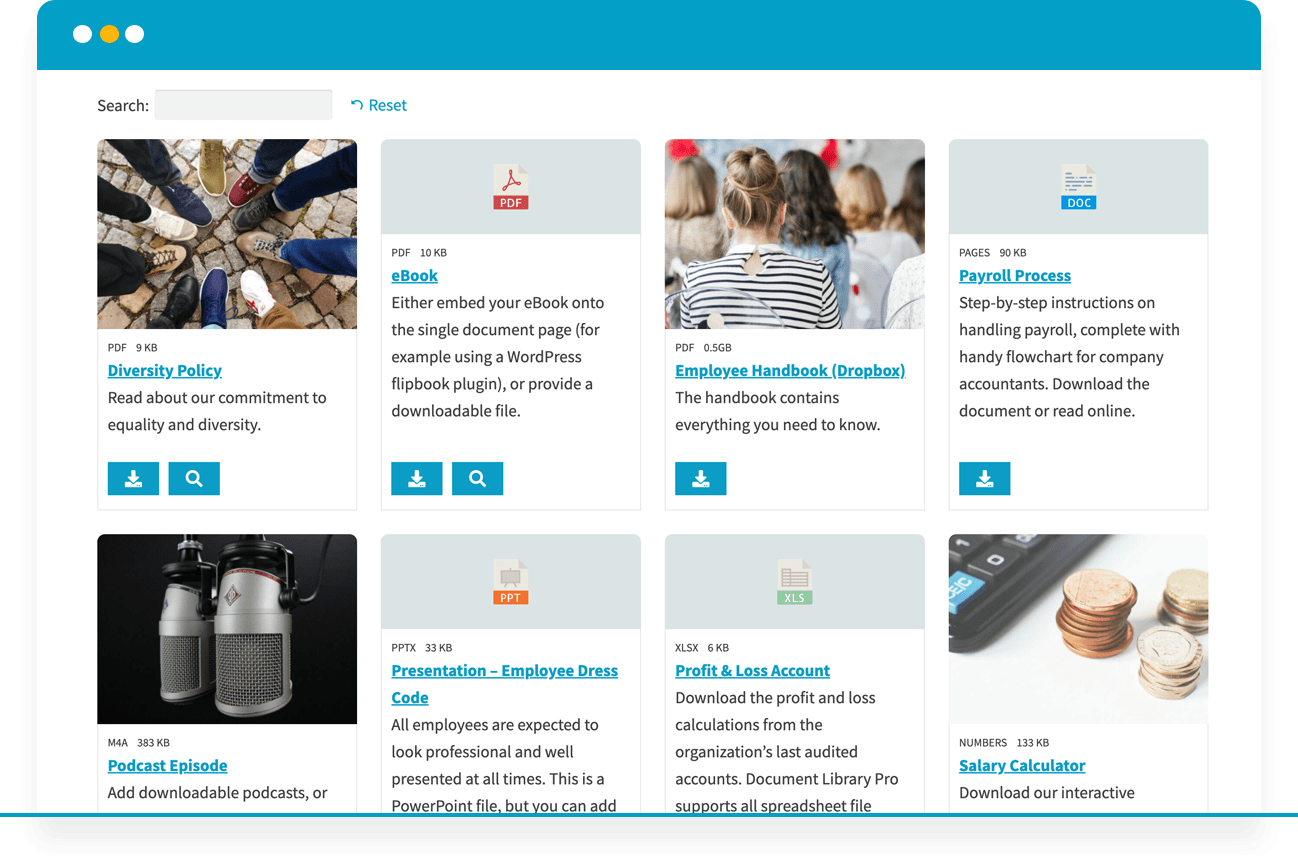 Search:
Reset
PDF 9 KB
Diversity Policy
Read about our commitment to
equality and diversity.
PDF
PDF 10 KB
eBook
Either embed your eBook onto
the single document page (for
example using a WordPress
flipbook plugin), or provide a
downloadable file.
PDF 0.5GB
Employee Handbook (Dropbox)
The handbook contains
everything you need to know.
DOC
PAGES 90 KB
Payroll Process
Step-by-step instructions on
handling payroll, complete with
handy flowchart for company
accountants. Download the
document or read online.
M4A 383 KB
Podcast Episode
Add downloadable podcasts, or
PPT
PPTX 33 KB
Presentation – Employee Dress
Code
All employees are expected to
look professional and well
presented at all times. This is a
PowerPoint file, but you can add
XLS
XLSX 6 KB
Profit & Loss Account
Download the profit and loss
calculations from the
organization’s last audited
accounts. Document Library Pro
supports all spreadsheet file
NUMBERS 133 KB
Salary Calculator
Download our interactive